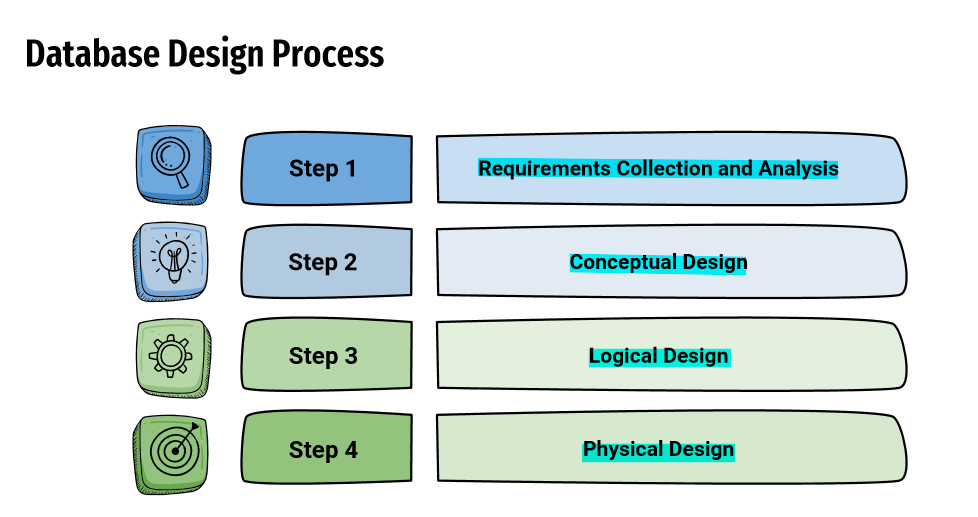 Database Design Process
Step 1
Requirements Collection and Analysis
Step 2
Conceptual Design
Step 3
Logical Design
Step 4
Physical Design